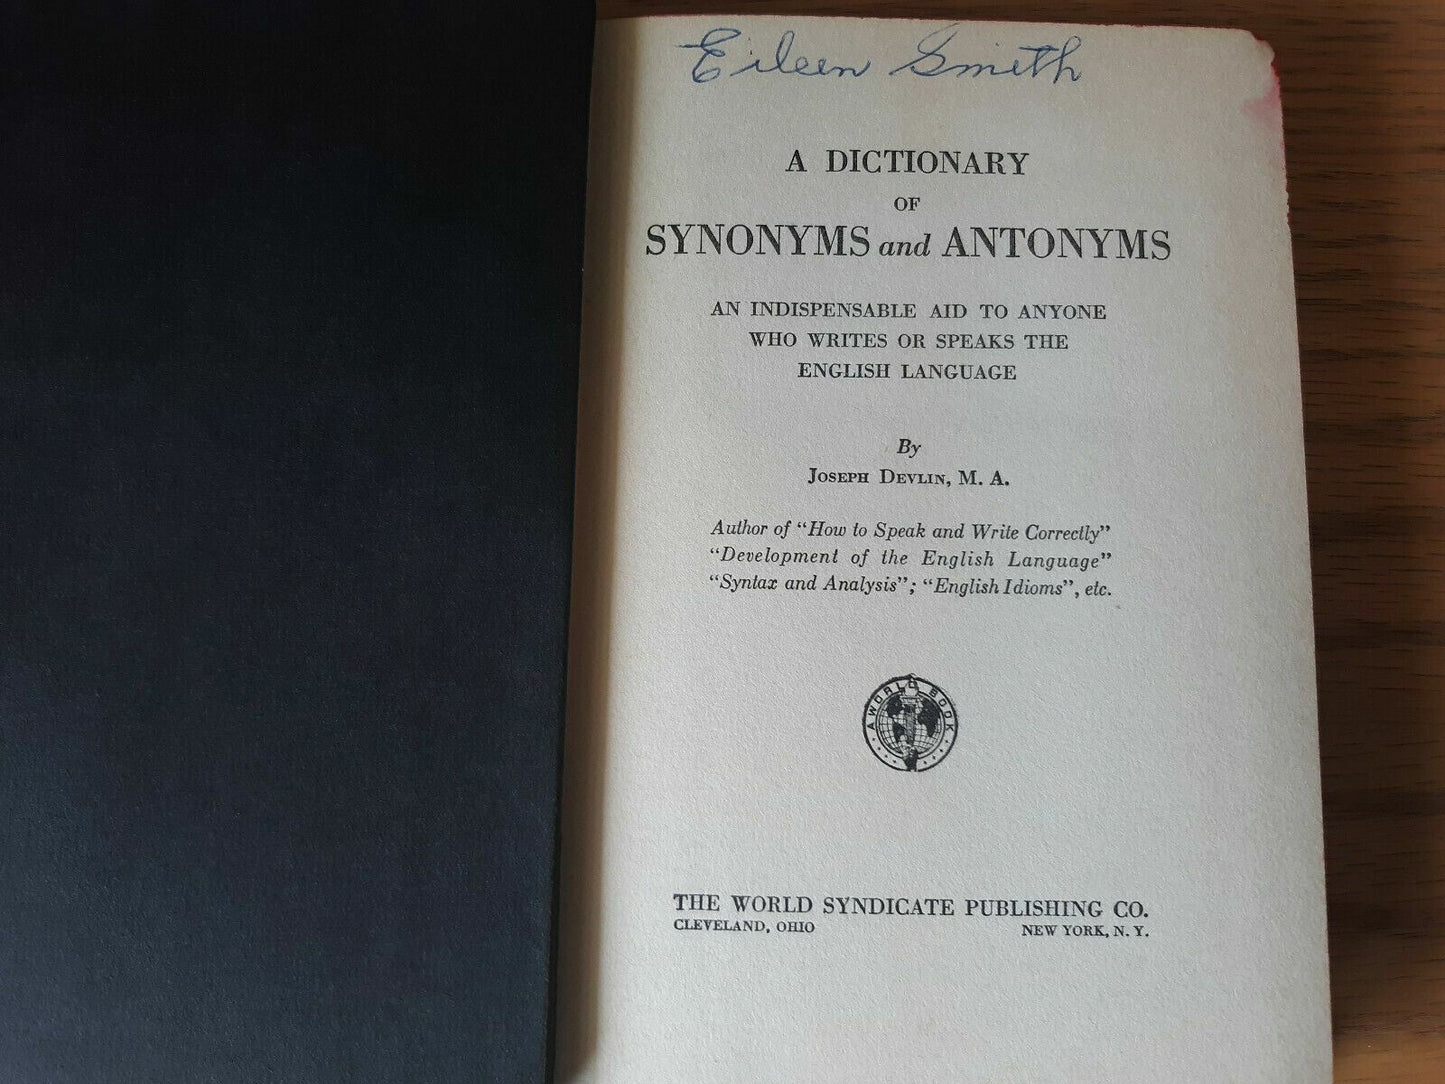 Eileen Smith
A DICTIONARY
OF
SYNONYMS and ANTONYMS
AN INDISPENSABLE AID TO ANYONE
WHO WRITES OR SPEAKS THE
ENGLISH LANGUAGE
By
JOSEPH DEVLIN, M. A.
Author of "How to Speak and Write Correctly"
"Development of the English Language"
"Syntax and Analysis"; "English Idioms", etc.
A WORLD BOOK
THE WORLD SYNDICATE PUBLISHING CO.
CLEVELAND, OHIO NEW YORK, N. Y.